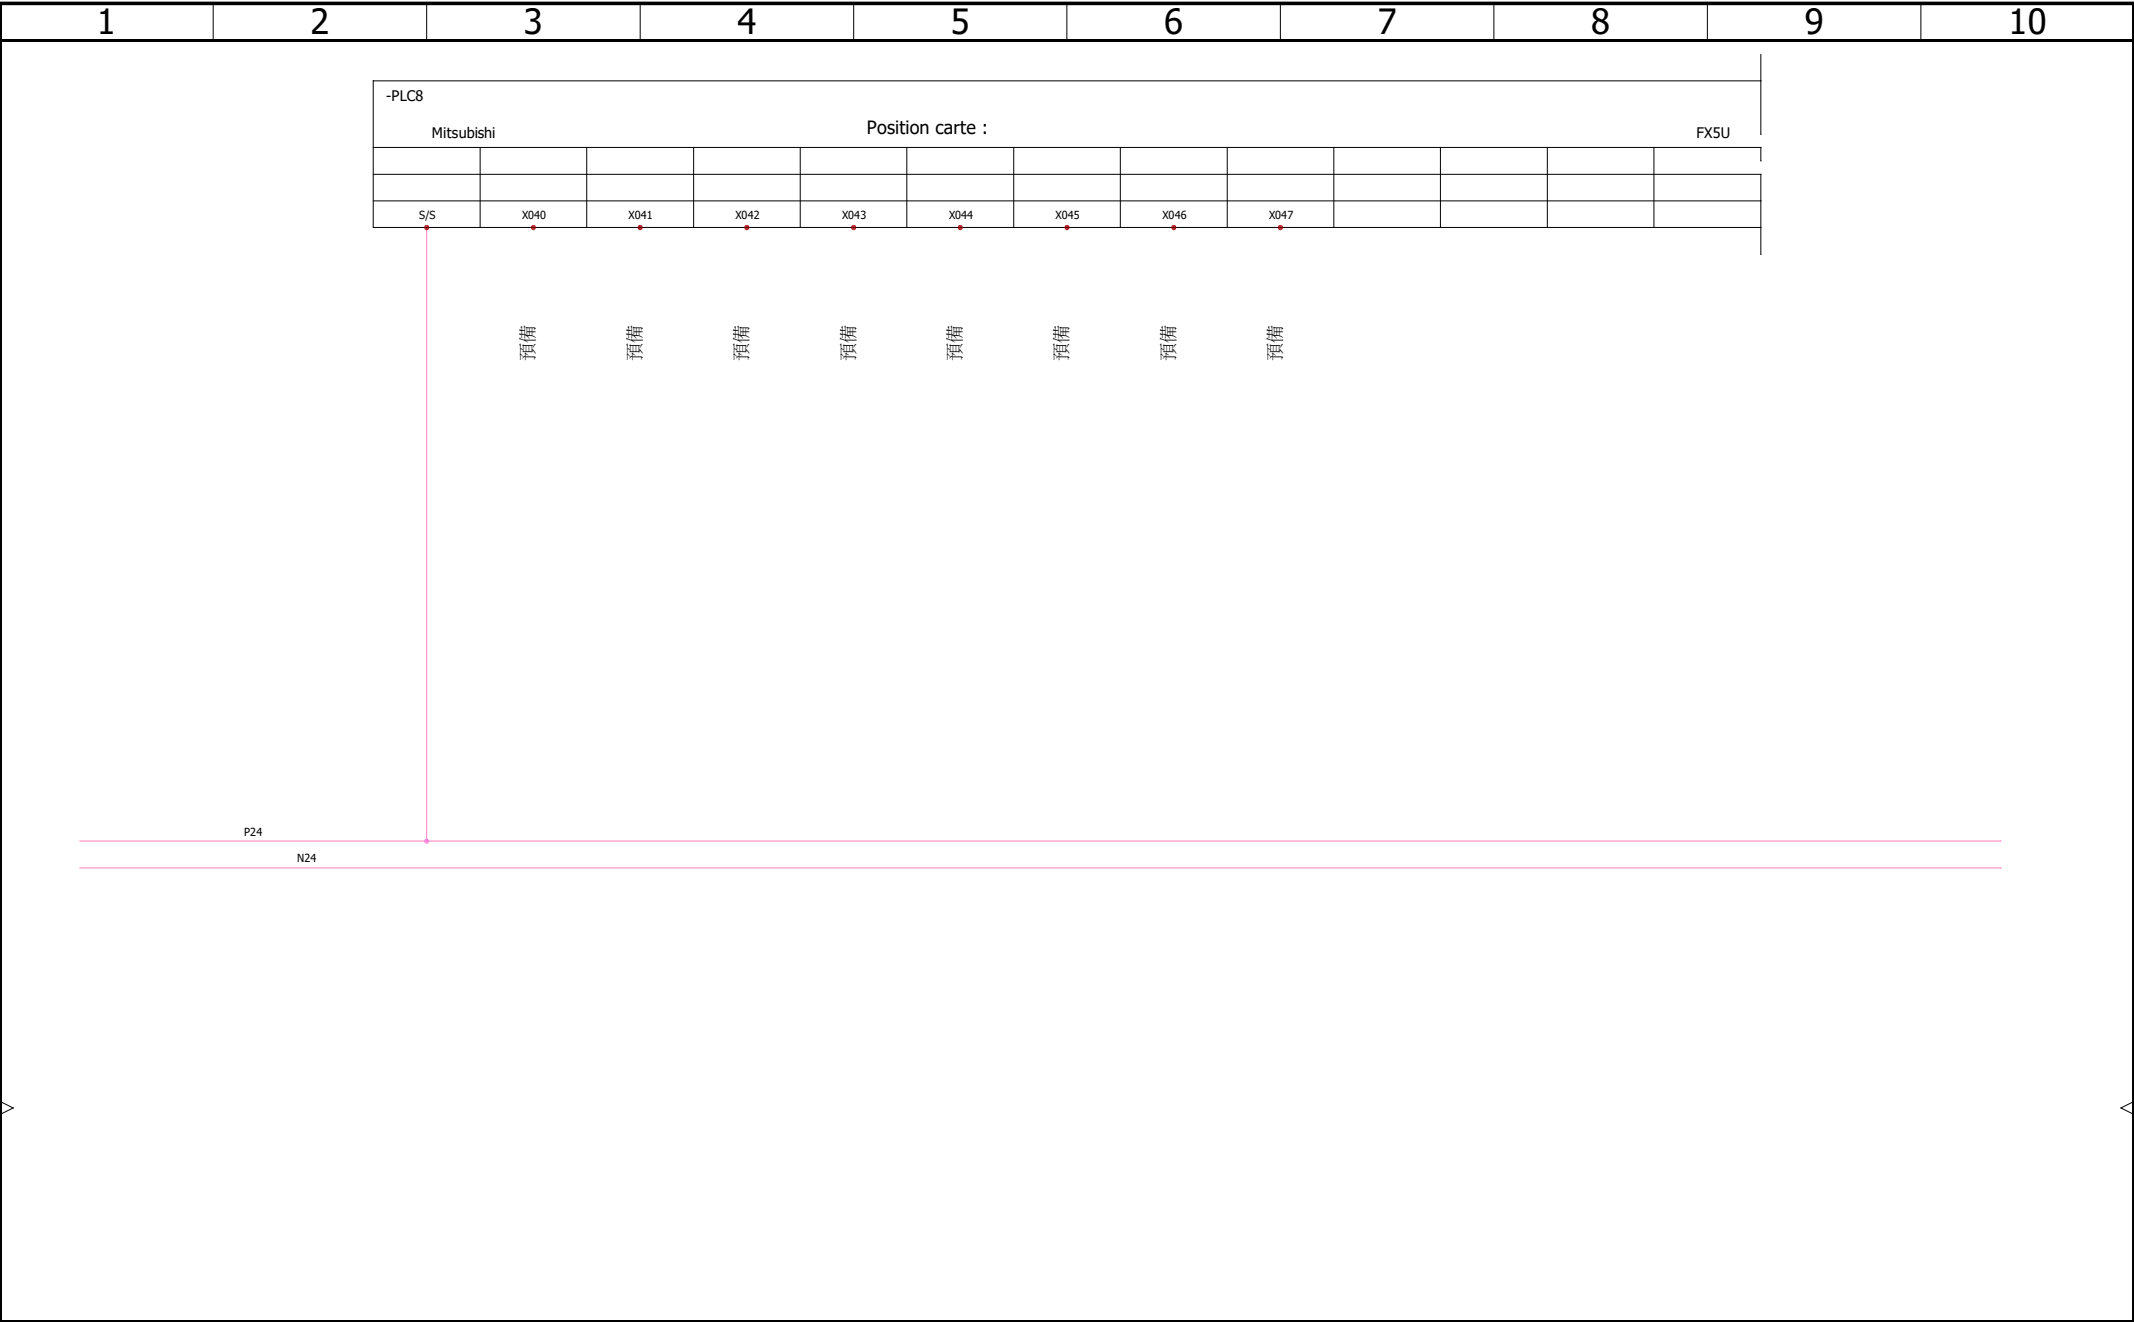 1 2 3 4 5 6 7 8 9 10
-PLC8
Mitsubishi Position carte : FX5U
S/S X040 X041 X042 X043 X044 X045 X046 X047
預備 預備 預備 預備 預備 預備 預備 預備
P24
N24